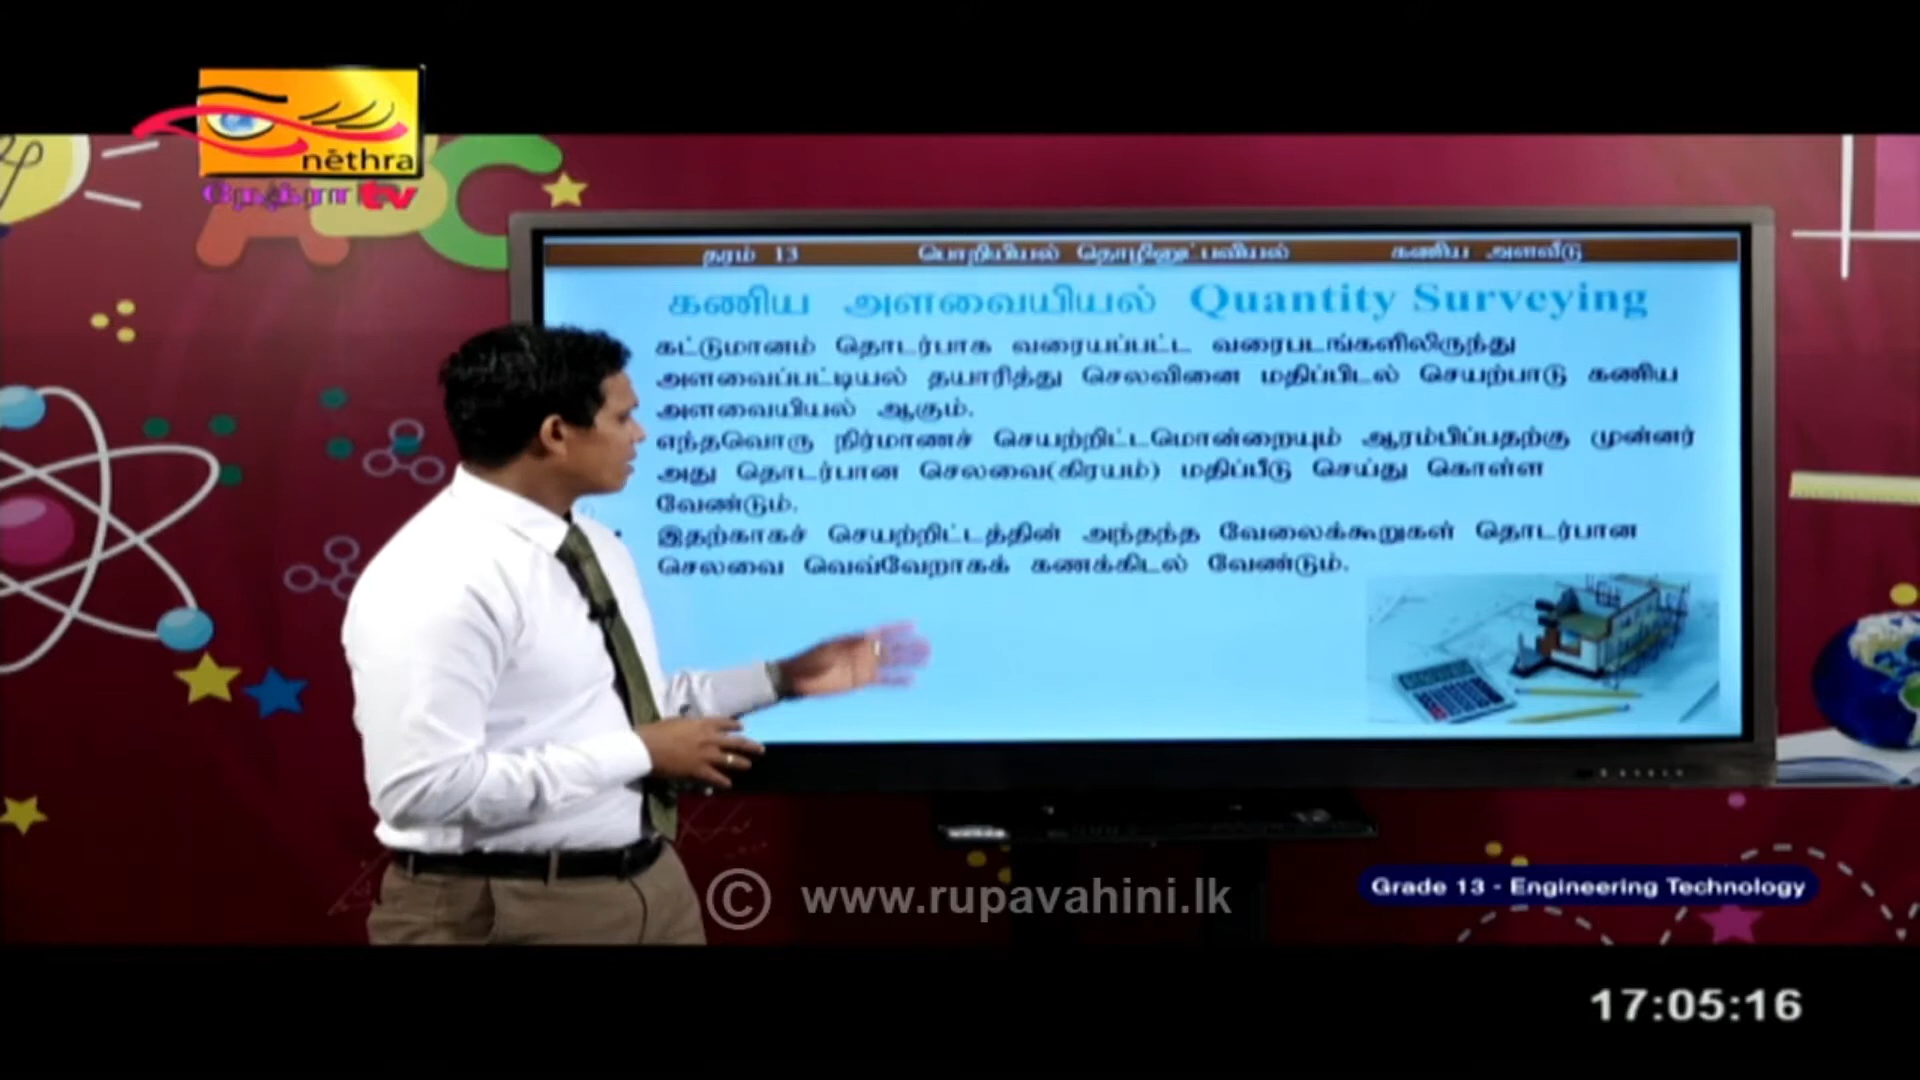 nēthra
நேத்ரா tv
தரம் 13 பொறியியல் தொழினுட்பவியல் கணிய அளவீடு
கணிய அளவையியல் Quantity Surveying
கட்டுமானம் தொடர்பாக வரையப்பட்ட வரைபடங்களிலிருந்து
அளவைப்பட்டியல் தயாரித்து செலவினை மதிப்பிடல் செயற்பாடு கணிய
அளவையியல் ஆகும்.
எந்தவொரு நிர்மாணச் செயற்றிட்டமொன்றையும் ஆரம்பிப்பதற்கு முன்னர்
அது தொடர்பான செலவை(கிரயம்) மதிப்பீடு செய்து கொள்ள
வேண்டும்.
இதற்காகச் செயற்றிட்டத்தின் அந்தந்த வேலைக்கூறுகள் தொடர்பான
செலவை வெவ்வேறாகக் கணக்கிடல் வேண்டும்.
Grade 13 - Engineering Technology
© www.rupavahini.lk
17:05:16